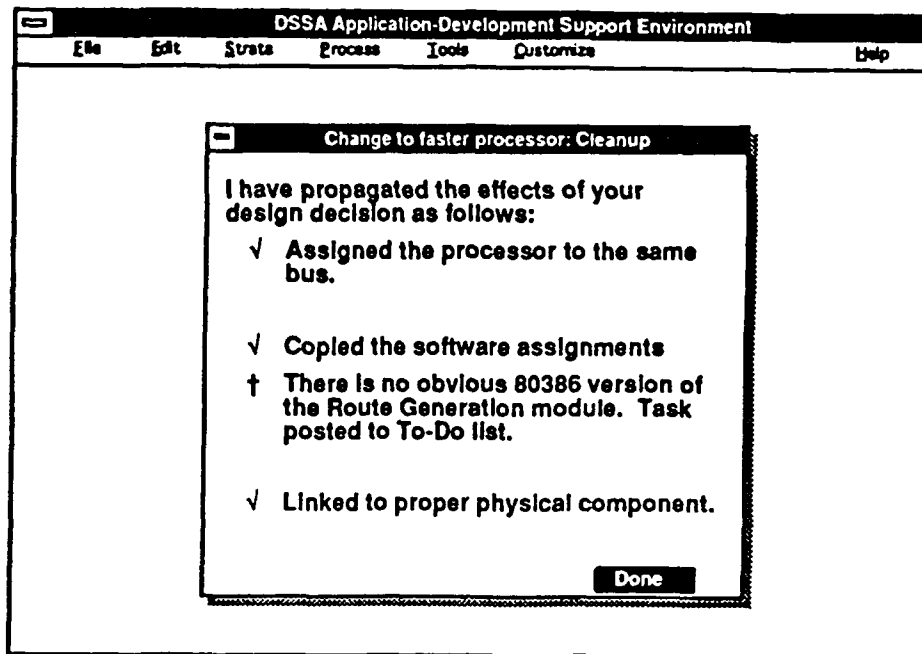 DSSA Application-Development Support Environment
File Edit Strata Process Tools Customize Help
Change to faster processor: Cleanup
I have propagated the effects of your
design decision as follows:
√ Assigned the processor to the same
bus.
√ Copied the software assignments
† There is no obvious 80386 version of
the Route Generation module. Task
posted to To-Do list.
√ Linked to proper physical component.
Done